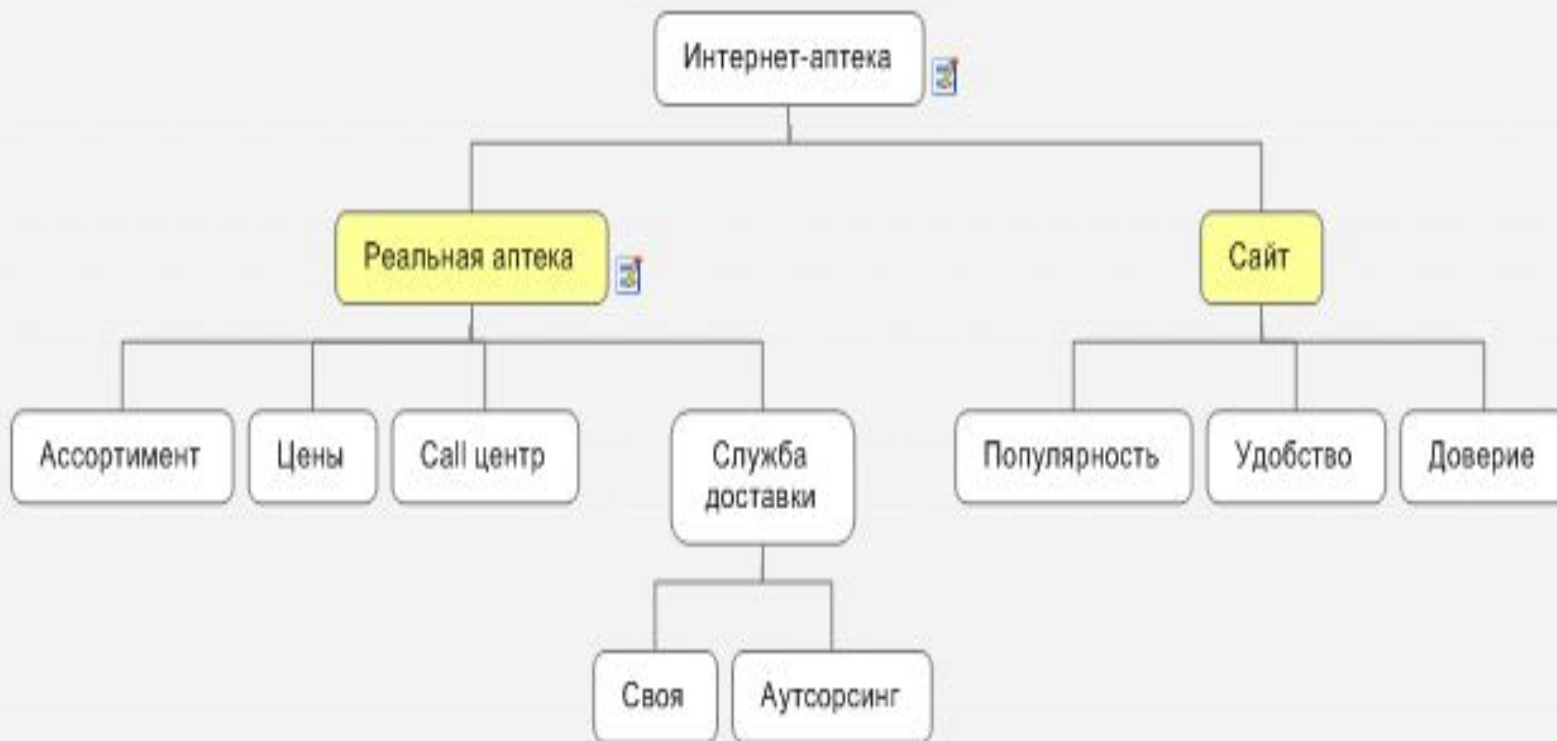 Интернет-аптека
Реальная аптека
Сайт
Ассортимент
Цены
Call центр
Служба
доставки
Популярность
Удобство
Доверие
Своя
Аутсорсинг